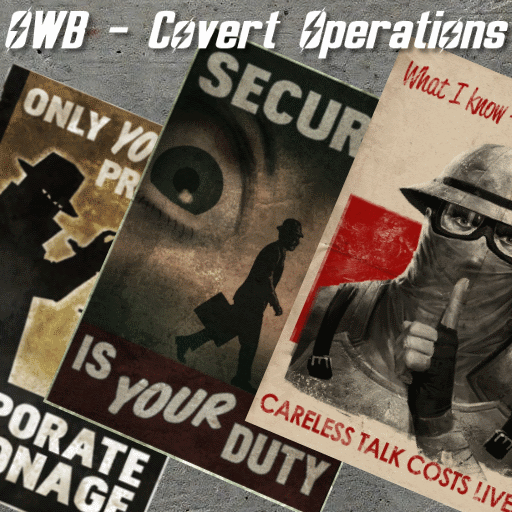 OWB - Covert Operations
ONLY YO
PR
PORATE
ONAGE
SECUR
IS YOUR DUTY
What I know -
CARELESS TALK COSTS LIVE